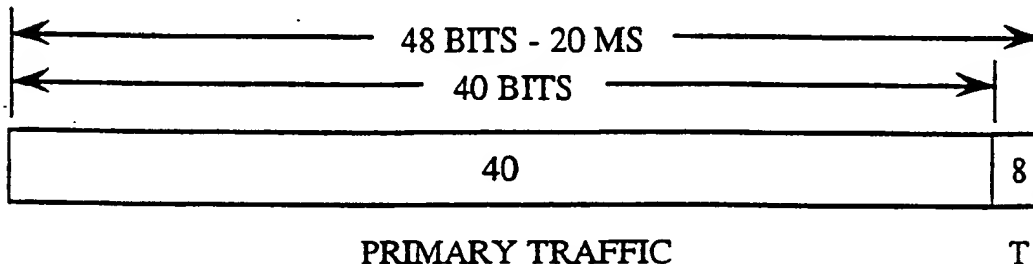 48 BITS - 20 MS
40 BITS
40 8
PRIMARY TRAFFIC T